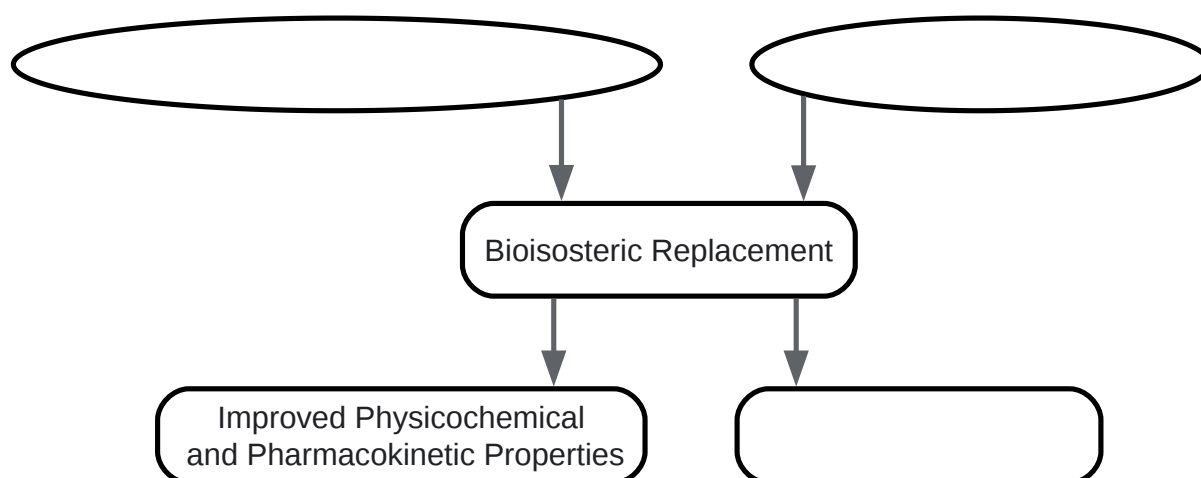 Bioisosteric Replacement
Improved Physicochemical
and Pharmacokinetic Properties